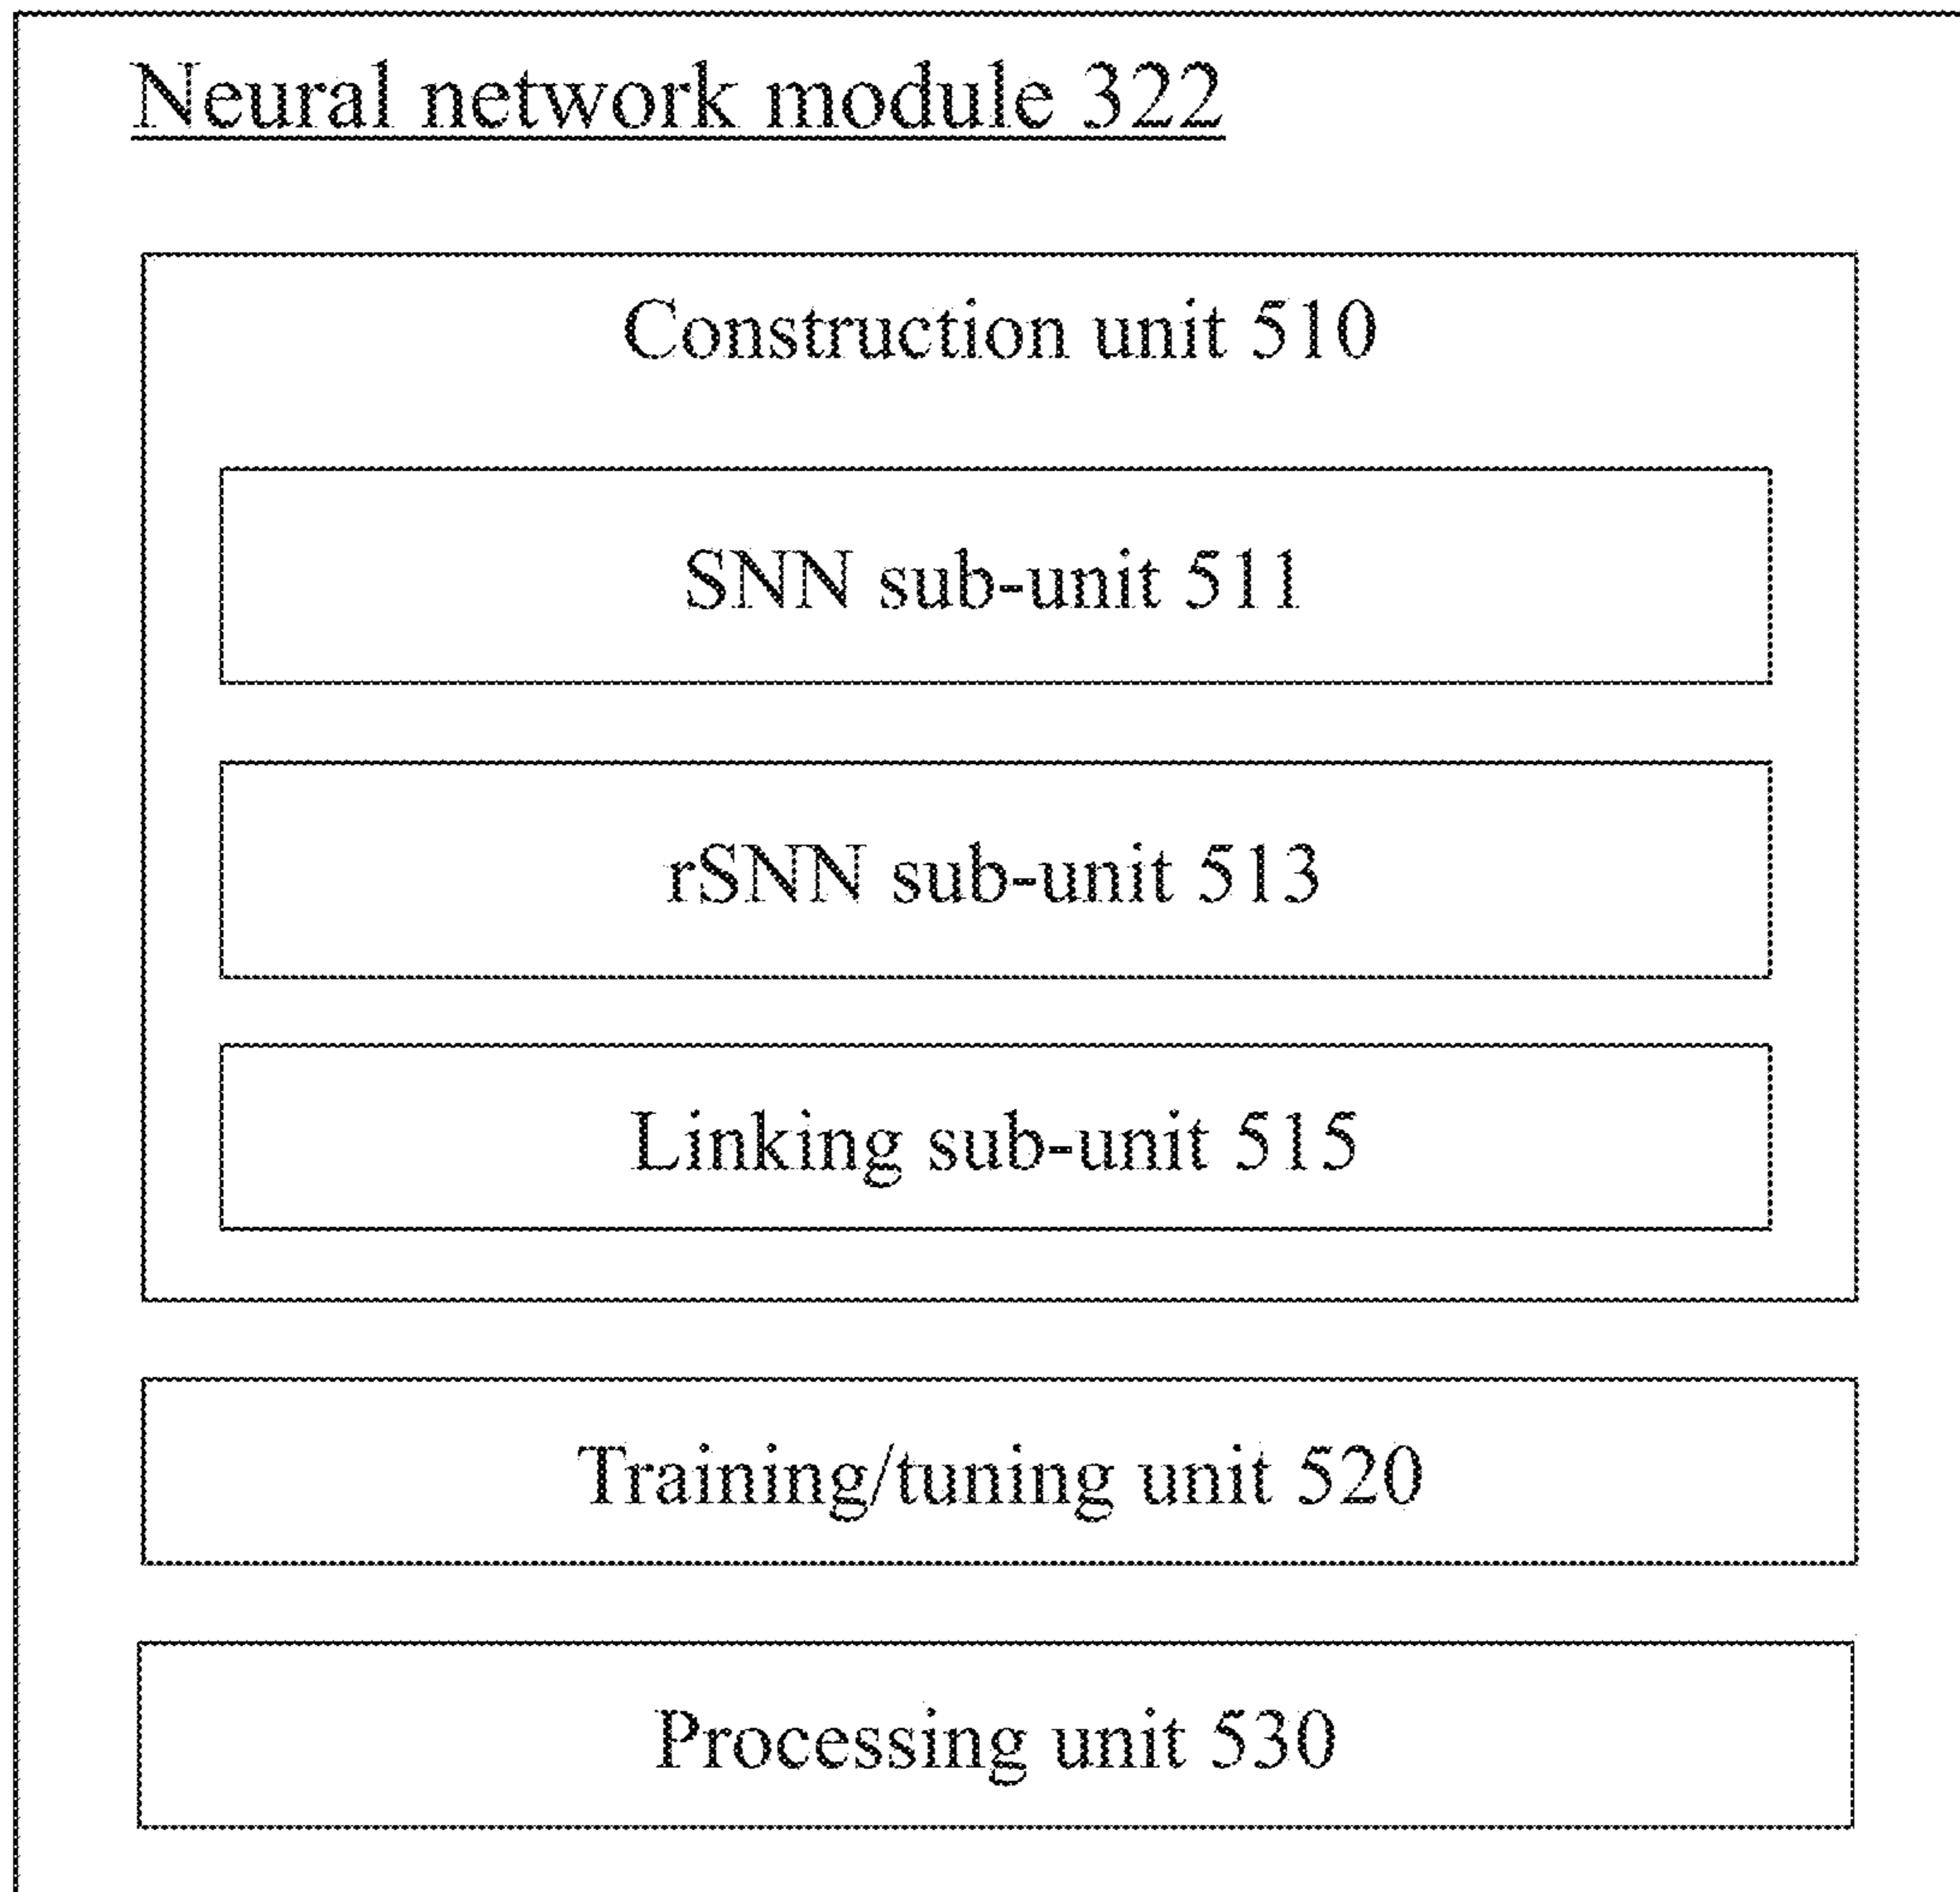 Neural network module 322
Construction unit 510
SNN sub-unit 511
rSNN sub-unit 513
Linking sub-unit 515
Training/tuning unit 520
Processing unit 530